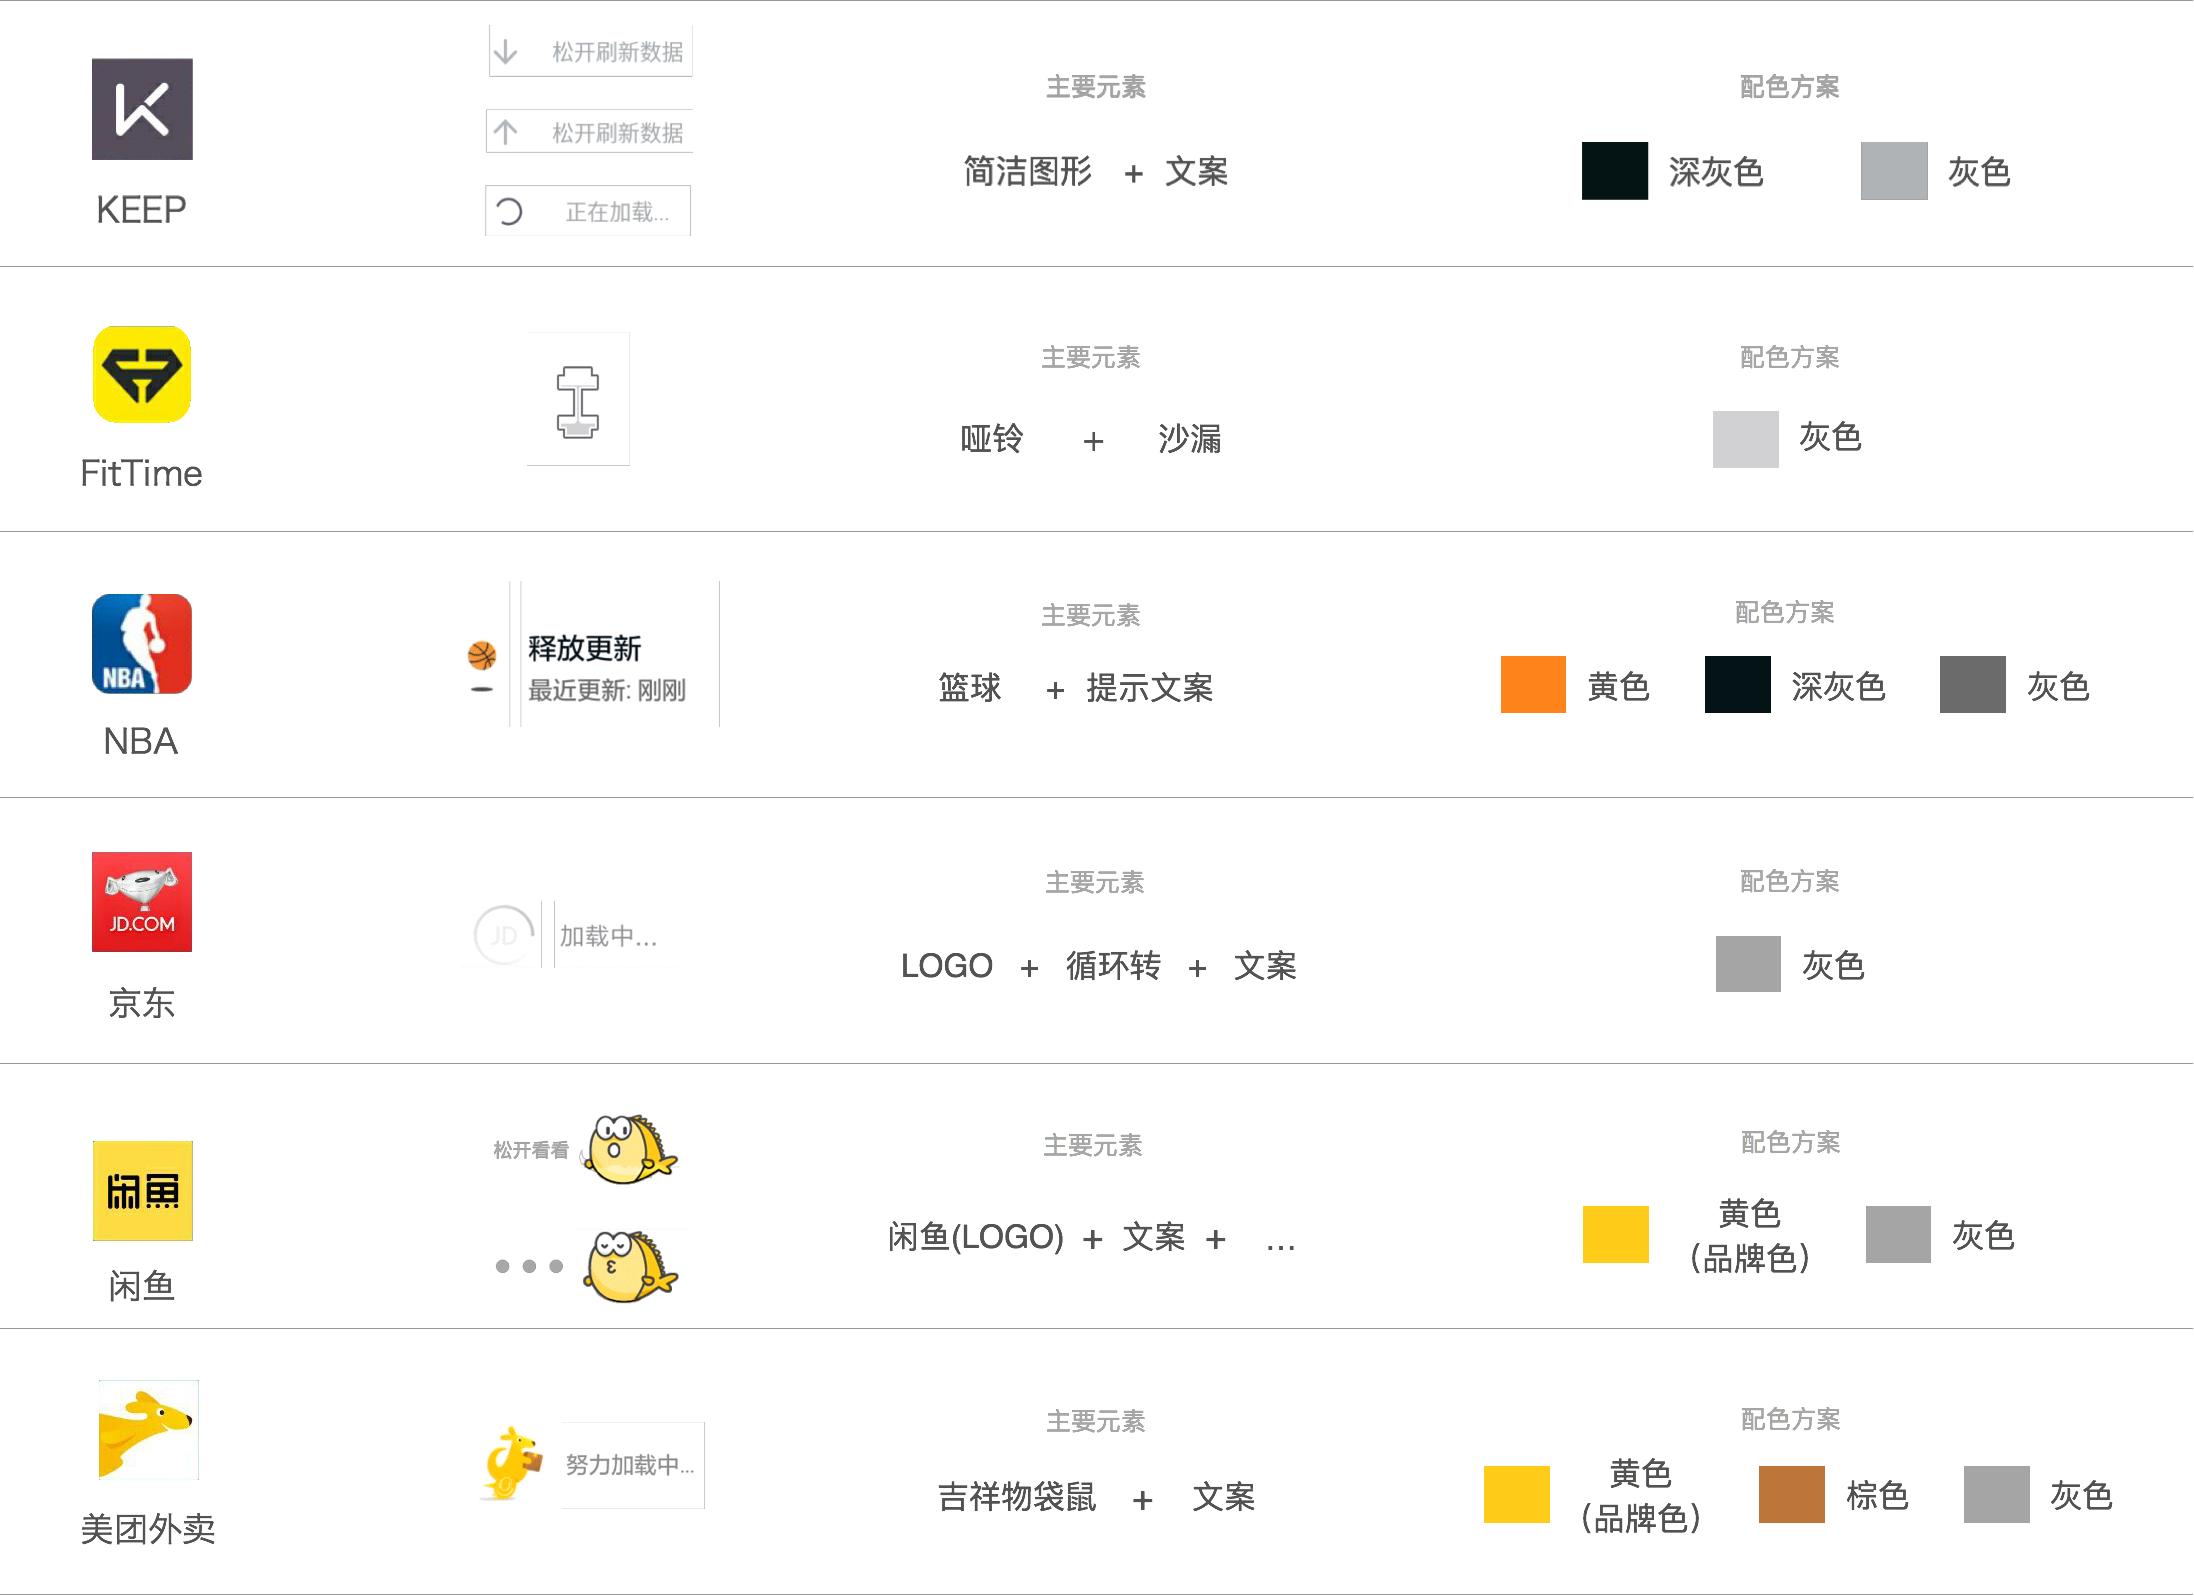 松开刷新数据
主要元素
配色方案
松开刷新数据
简洁图形 + 文案
深灰色
灰色
KEEP
正在加载...
主要元素
配色方案
哑铃 + 沙漏
灰色
FitTime
释放更新
最近更新: 刚刚
主要元素
配色方案
篮球 + 提示文案
黄色
深灰色
灰色
NBA
NBA
JD.COM
JD
加载中...
主要元素
配色方案
LOGO + 循环转 + 文案
灰色
京东
松开看看
主要元素
配色方案
闲鱼
闲鱼(LOGO) + 文案 + ...
黄色
(品牌色)
灰色
闲鱼
努力加载中...
主要元素
配色方案
吉祥物袋鼠 + 文案
黄色
(品牌色)
棕色
灰色
美团外卖